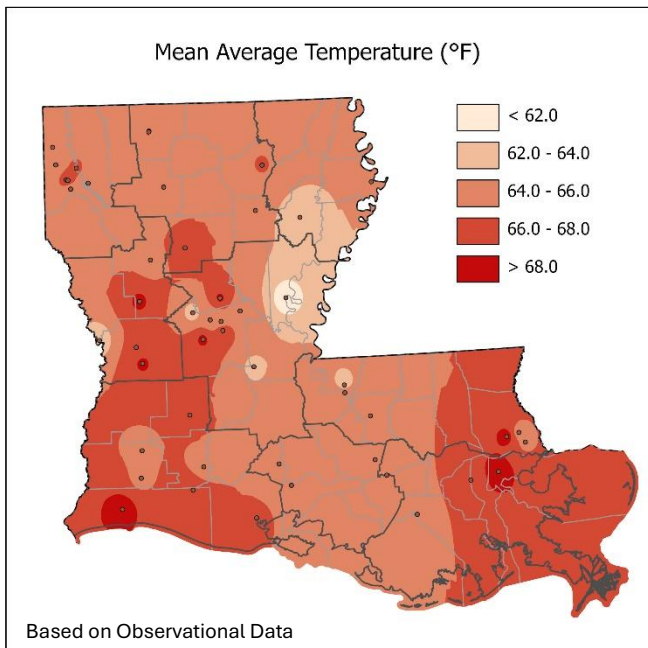 Mean Average Temperature (°F)
< 62.0
62.0 - 64.0
64.0 - 66.0
66.0 - 68.0
> 68.0
Based on Observational Data